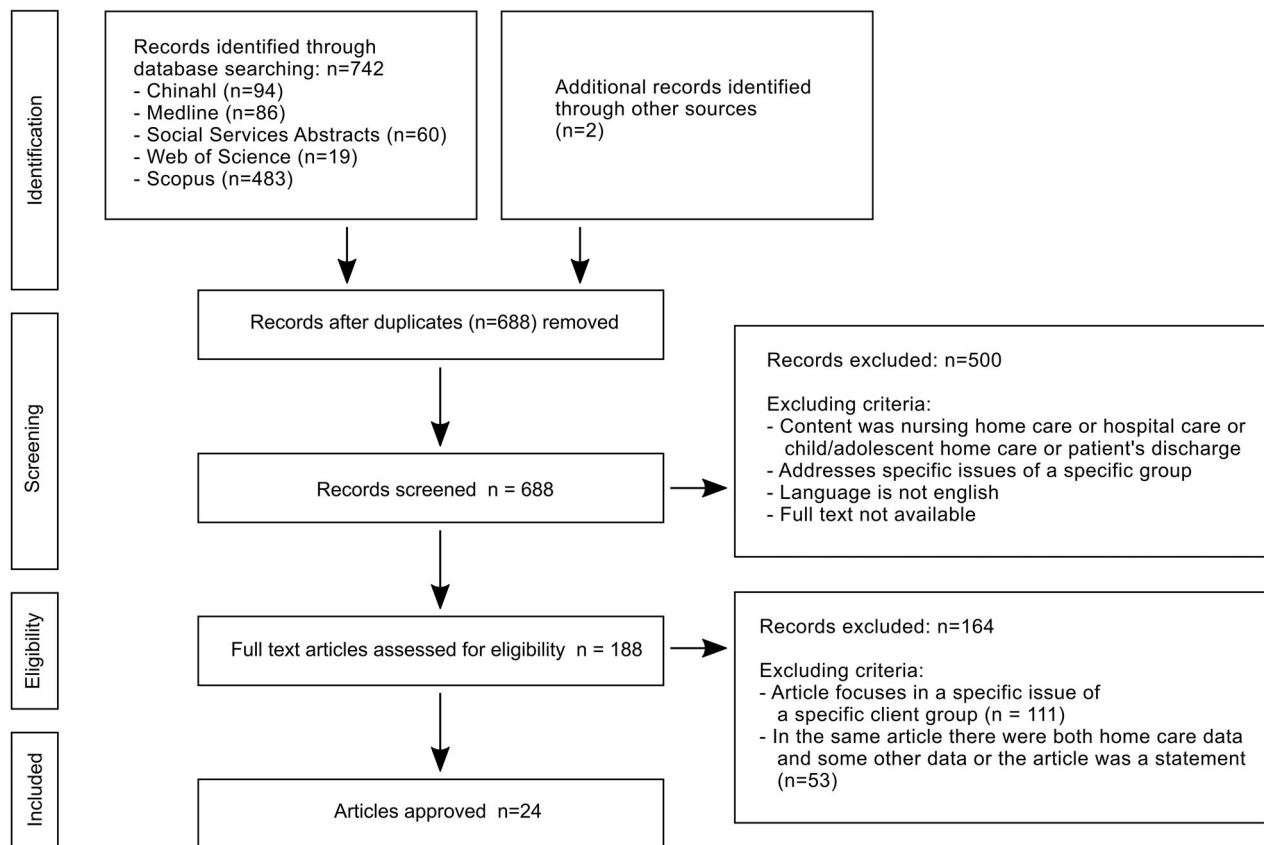 Identification
Records identified through
database searching: n=742
- Chinahl (n=94)
- Medline (n=86)
- Social Services Abstracts (n=60)
- Web of Science (n=19)
- Scopus (n=483)
Additional records identified
through other sources
(n=2)
Screening
Records after duplicates (n=688) removed
Records screened n = 688
Records excluded: n=500
Excluding criteria:
- Content was nursing home care or hospital care or
child/adolescent home care or patient's discharge
- Addresses specific issues of a specific group
- Language is not english
- Full text not available
Eligibility
Full text articles assessed for eligibility n = 188
Records excluded: n=164
Excluding criteria:
- Article focuses in a specific issue of
a specific client group (n = 111)
- In the same article there were both home care data
and some other data or the article was a statement
(n=53)
Included
Articles approved n=24